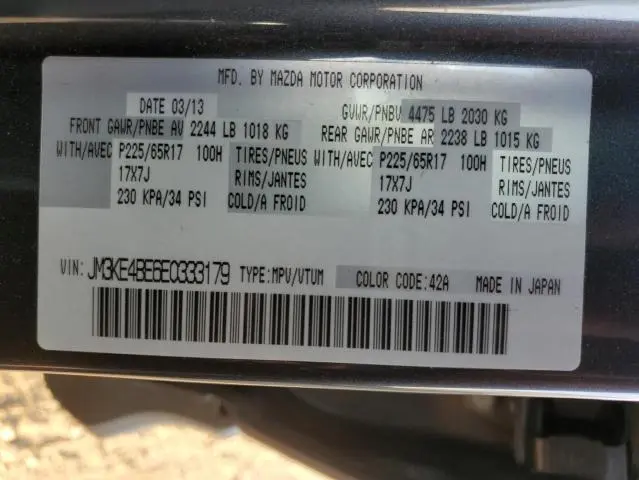 MFD. BY MAZDA MOTOR CORPORATION
DATE 03/13 GVWR/PNBV 4475 LB 2030 KG
FRONT GAWR/PNBE AV 2244 LB 1018 KG REAR GAWR/PNBE AR 2238 LB 1015 KG
WITH/AVEC P225/65R17 100H TIRES/PNEUS WITH/AVEC P225/65R17 100H TIRES/PNEUS
17X7J RIMS/JANTES 17X7J RIMS/JANTES
230 KPA/34 PSI COLD/A FROID 230 KPA/34 PSI COLD/A FROID
VIN: JM3KE4BE6E0333179 TYPE:MPV/VTUM COLOR CODE:42A MADE IN JAPAN